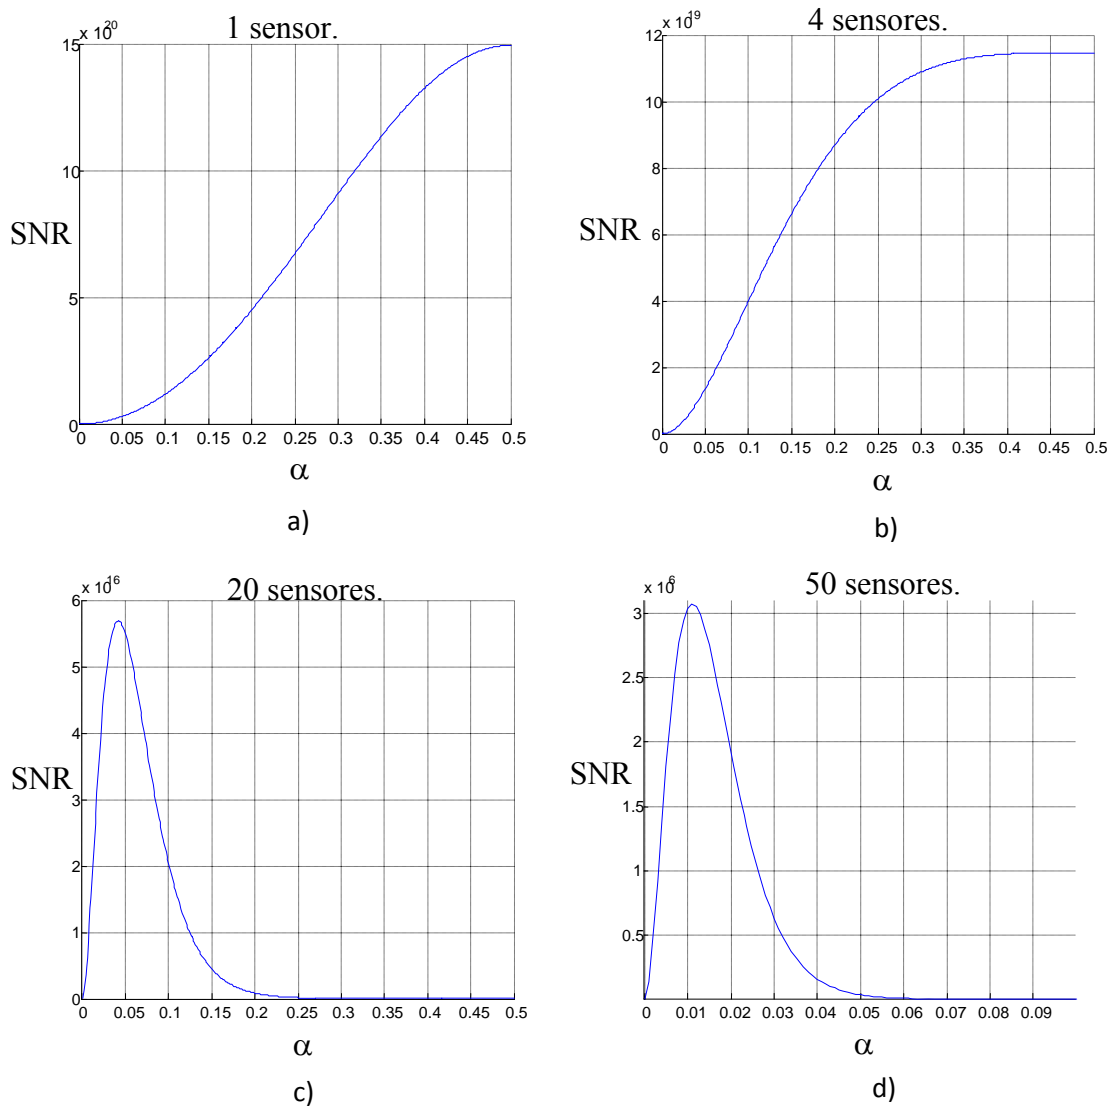 1 sensor.
x 10^20
15
10
5
0
SNR
0 0.05 0.1 0.15 0.2 0.25 0.3 0.35 0.4 0.45 0.5
α
a)
4 sensores.
x 10^19
12
10
8
6
4
2
0
SNR
0 0.05 0.1 0.15 0.2 0.25 0.3 0.35 0.4 0.45 0.5
α
b)
20 sensores.
x 10^16
6
5
4
3
2
1
0
SNR
0 0.05 0.1 0.15 0.2 0.25 0.3 0.35 0.4 0.45 0.5
α
c)
50 sensores.
x 10^6
3
2.5
2
1.5
1
0.5
SNR
0 0.01 0.02 0.03 0.04 0.05 0.06 0.07 0.08 0.09
α
d)